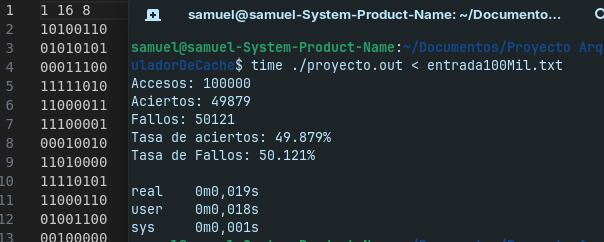 1 1 16 8
2 10100110
3 01010101
4 00011100
5 11111010
6 11000011
7 11100001
8 00010010
9 11010000
10 11110101
11 11000110
12 01001100
13 00100000
samuel@samuel-System-Product-Name: ~/Documento...
samuel@samuel-System-Product-Name:~/Documentos/Proyecto Arq
uladorDeCache$ time ./proyecto.out < entrada100Mil.txt
Accesos: 100000
Aciertos: 49879
Fallos: 50121
Tasa de aciertos: 49.879%
Tasa de Fallos: 50.121%
real 0m0,019s
user 0m0,018s
sys 0m0,001s